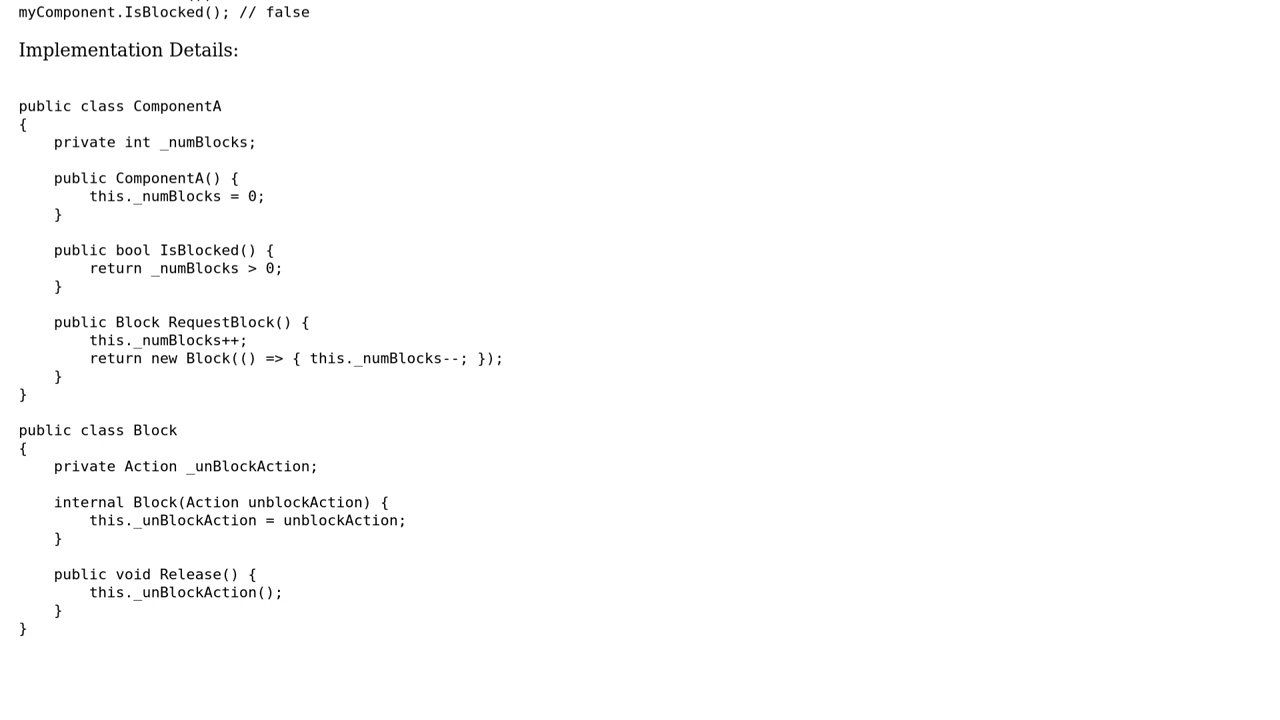 myComponent.IsBlocked(); // false
Implementation Details:
public class ComponentA
{
    private int _numBlocks;
    public ComponentA() {
        this._numBlocks = 0;
    }
    public bool IsBlocked() {
        return _numBlocks > 0;
    }
    public Block RequestBlock() {
        this._numBlocks++;
        return new Block(() => { this._numBlocks--; });
    }
}
public class Block
{
    private Action _unBlockAction;
    internal Block(Action unblockAction) {
        this._unBlockAction = unblockAction;
    }
    public void Release() {
        this._unBlockAction();
    }
}